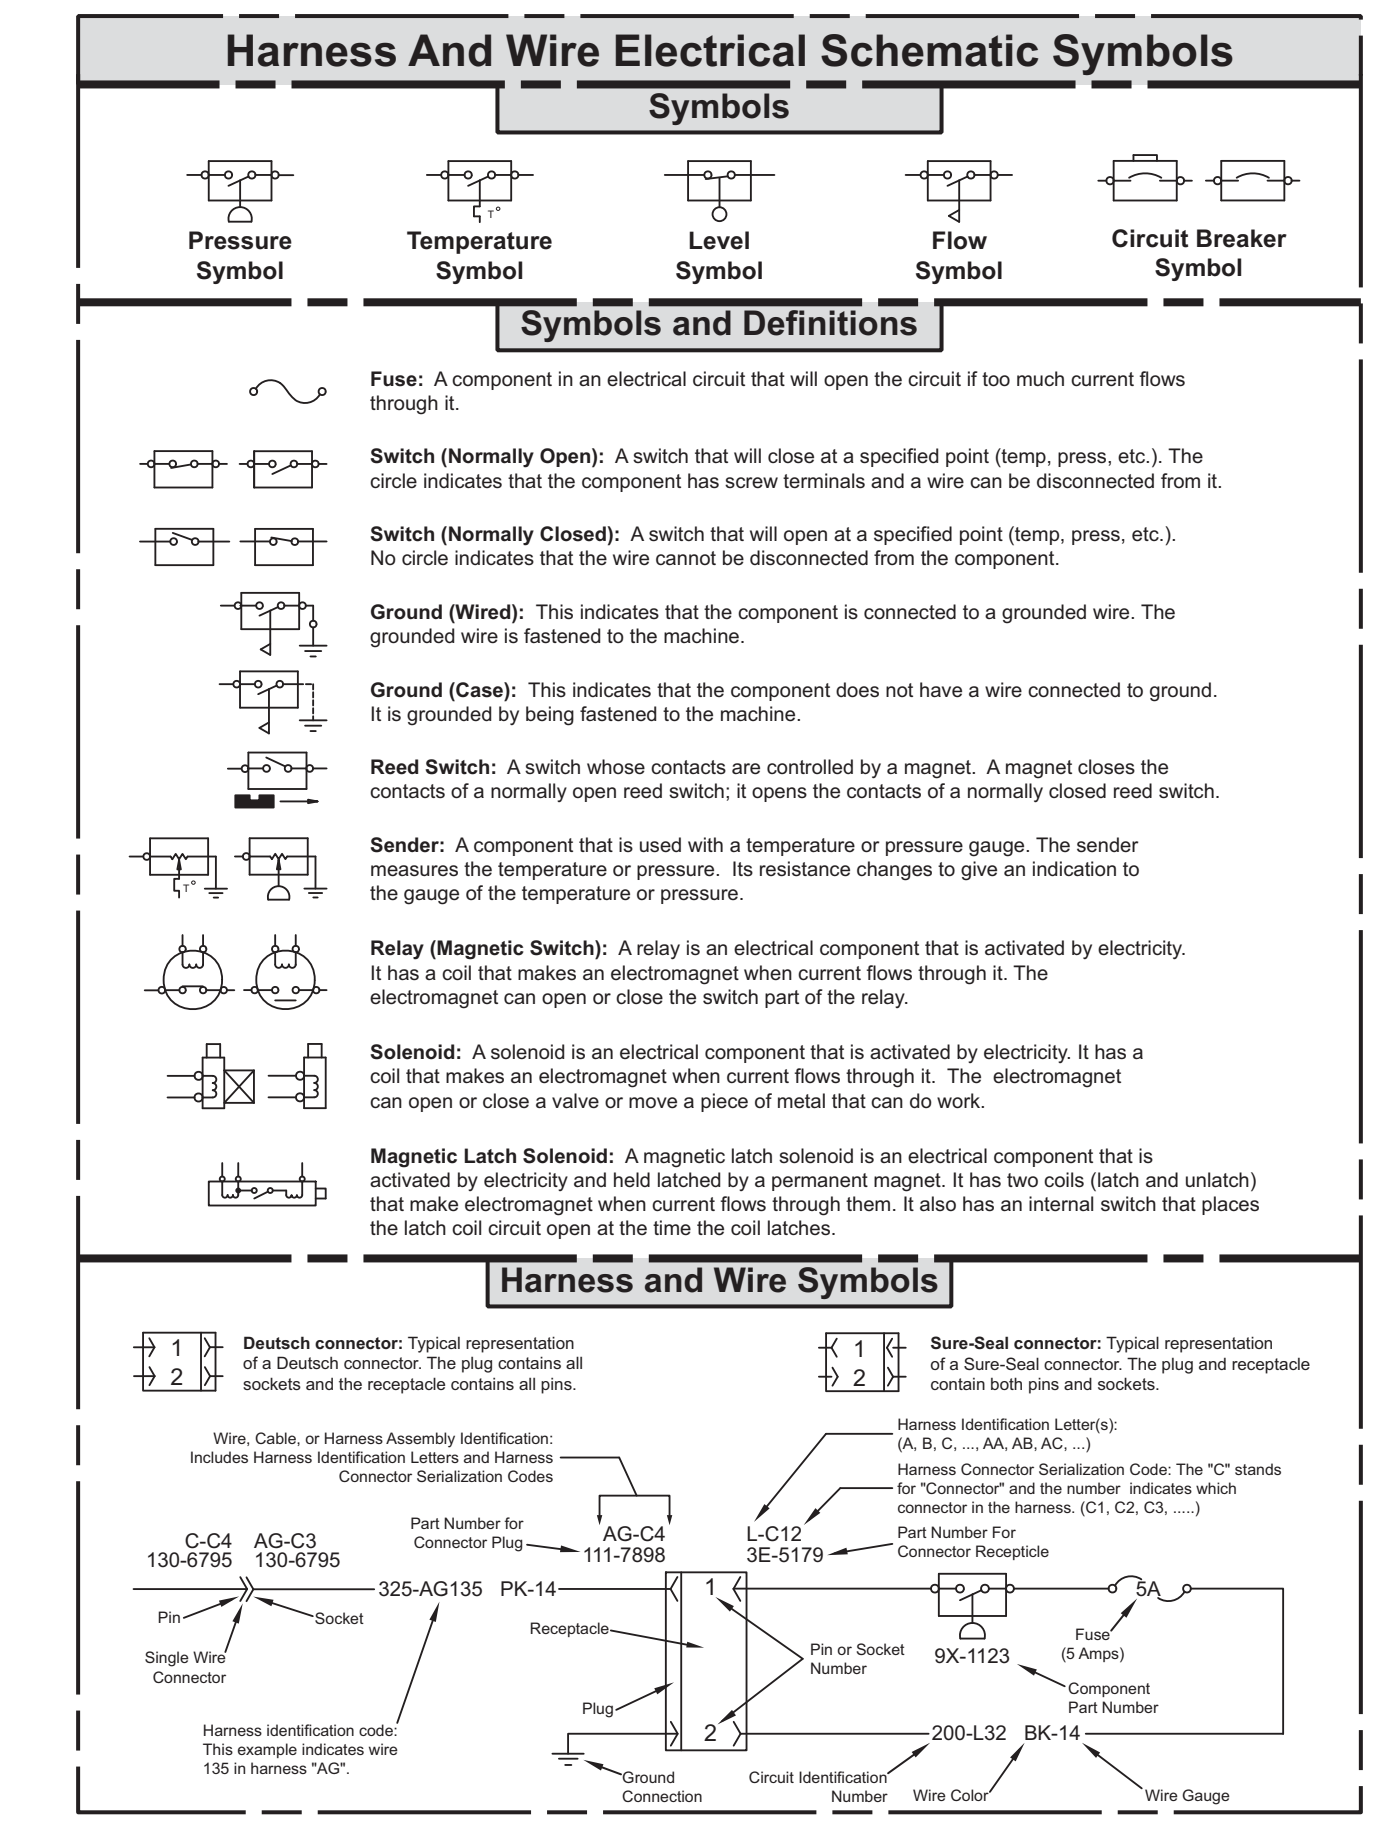 Harness And Wire Electrical Schematic Symbols
Symbols
Pressure
Symbol
T°
Temperature
Symbol
Level
Symbol
Flow
Symbol
Circuit Breaker
Symbol
Symbols and Definitions
Fuse: A component in an electrical circuit that will open the circuit if too much current flows
through it.
Switch (Normally Open): A switch that will close at a specified point (temp, press, etc.). The
circle indicates that the component has screw terminals and a wire can be disconnected from it.
Switch (Normally Closed): A switch that will open at a specified point (temp, press, etc.).
No circle indicates that the wire cannot be disconnected from the component.
Ground (Wired): This indicates that the component is connected to a grounded wire. The
grounded wire is fastened to the machine.
Ground (Case): This indicates that the component does not have a wire connected to ground.
It is grounded by being fastened to the machine.
Reed Switch: A switch whose contacts are controlled by a magnet. A magnet closes the
contacts of a normally open reed switch; it opens the contacts of a normally closed reed switch.
T°
Sender: A component that is used with a temperature or pressure gauge. The sender
measures the temperature or pressure. Its resistance changes to give an indication to
the gauge of the temperature or pressure.
Relay (Magnetic Switch): A relay is an electrical component that is activated by electricity.
It has a coil that makes an electromagnet when current flows through it. The
electromagnet can open or close the switch part of the relay.
Solenoid: A solenoid is an electrical component that is activated by electricity. It has a
coil that makes an electromagnet when current flows through it. The electromagnet
can open or close a valve or move a piece of metal that can do work.
Magnetic Latch Solenoid: A magnetic latch solenoid is an electrical component that is
activated by electricity and held latched by a permanent magnet. It has two coils (latch and unlatch)
that make electromagnet when current flows through them. It also has an internal switch that places
the latch coil circuit open at the time the coil latches.
Harness and Wire Symbols
1
2
Deutsch connector: Typical representation
of a Deutsch connector. The plug contains all
sockets and the receptacle contains all pins.
1
2
Sure-Seal connector: Typical representation
of a Sure-Seal connector. The plug and receptacle
contain both pins and sockets.
Wire, Cable, or Harness Assembly Identification:
Includes Harness Identification Letters and Harness
Connector Serialization Codes
Harness Identification Letter(s):
(A, B, C, ..., AA, AB, AC, ...)
Harness Connector Serialization Code: The "C" stands
for "Connector" and the number indicates which
connector in the harness. (C1, C2, C3, .....)
Part Number for
Connector Plug
AG-C4
111-7898
L-C12
3E-5179
Part Number For
Connector Recepticle
C-C4
130-6795
AG-C3
130-6795
325-AG135
PK-14
1
5A
Pin
Socket
Single Wire
Connector
Receptacle
Pin or Socket
Number
9X-1123
Fuse
(5 Amps)
Component
Part Number
Plug
2
200-L32
BK-14
Harness identification code:
This example indicates wire
135 in harness "AG".
Ground
Connection
Circuit Identification
Number
Wire Color
Wire Gauge